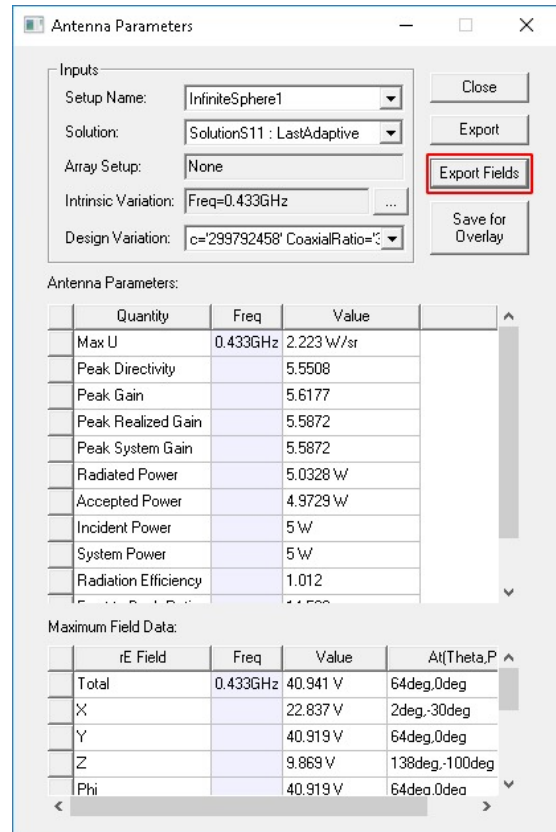 Antenna Parameters
Inputs
Setup Name: InfiniteSphere1
Close
Solution: SolutionS11 : LastAdaptive
Export
Array Setup: None
Export Fields
Intrinsic Variation: Freq=0.433GHz ...
Save for
Overlay
Design Variation: c='299792458' CoaxialRatio='3
Antenna Parameters:
Quantity Freq Value
Max U 0.433GHz 2.223 W/sr
Peak Directivity 5.5508
Peak Gain 5.6177
Peak Realized Gain 5.5872
Peak System Gain 5.5872
Radiated Power 5.0328 W
Accepted Power 4.9729 W
Incident Power 5 W
System Power 5 W
Radiation Efficiency 1.012
Maximum Field Data:
rE Field Freq Value At(Theta,P
Total 0.433GHz 40.941 V 64deg,0deg
X 22.837 V 2deg,-30deg
Y 40.919 V 64deg,0deg
Z 9.869 V 138deg,-100deg
Phi 40.919 V 64deg,0deg